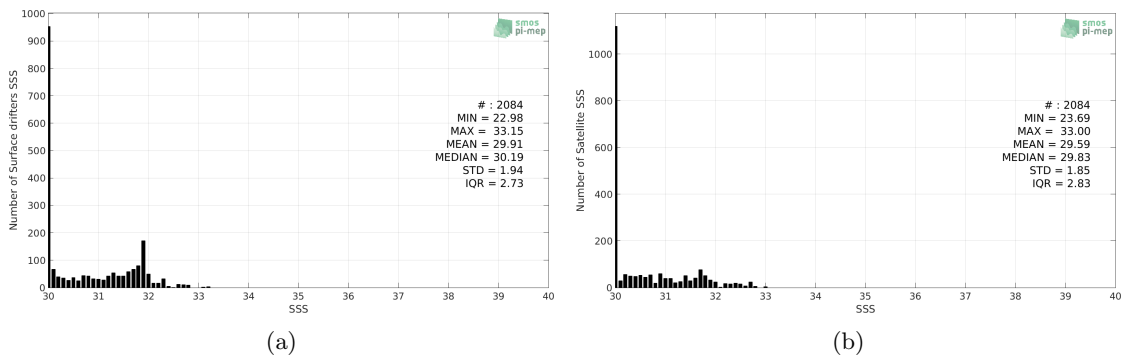 1000
900
800
700
600
500
400
300
200
100
0
Number of Surface drifters SSS
smos
pi-mep
# : 2084
MIN = 22.98
MAX = 33.15
MEAN = 29.91
MEDIAN = 30.19
STD = 1.94
IQR = 2.73
30 31 32 33 34 35 36 37 38 39 40
SSS
(a)
1000
800
600
400
200
0
Number of Satellite SSS
smos
pi-mep
# : 2084
MIN = 23.69
MAX = 33.00
MEAN = 29.59
MEDIAN = 29.83
STD = 1.85
IQR = 2.83
30 31 32 33 34 35 36 37 38 39 40
SSS
(b)